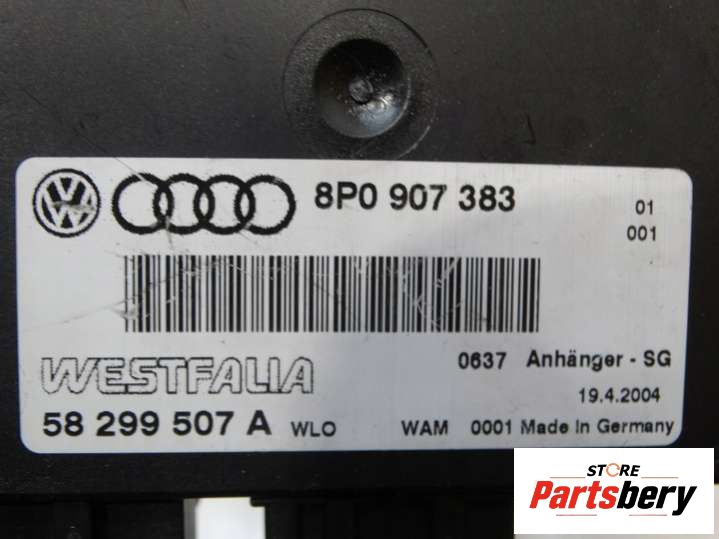 8P0 907 383
01
001
WESTFALIA
0637 Anhänger - SG
19.4.2004
58 299 507 A WLO WAM 0001 Made In Germany
STORE
Partsbery